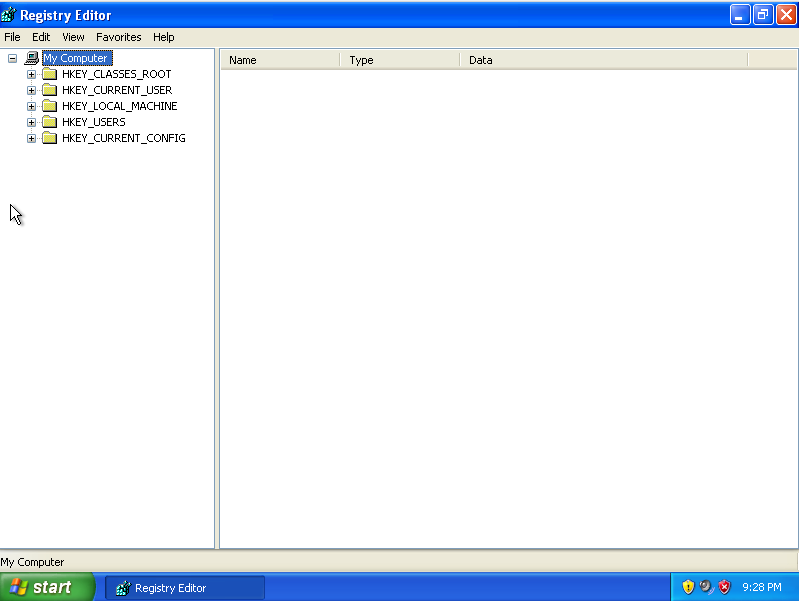 Registry Editor
File Edit View Favorites Help
My Computer
HKEY_CLASSES_ROOT
HKEY_CURRENT_USER
HKEY_LOCAL_MACHINE
HKEY_USERS
HKEY_CURRENT_CONFIG
Name Type Data
My Computer
start Registry Editor 9:28 PM